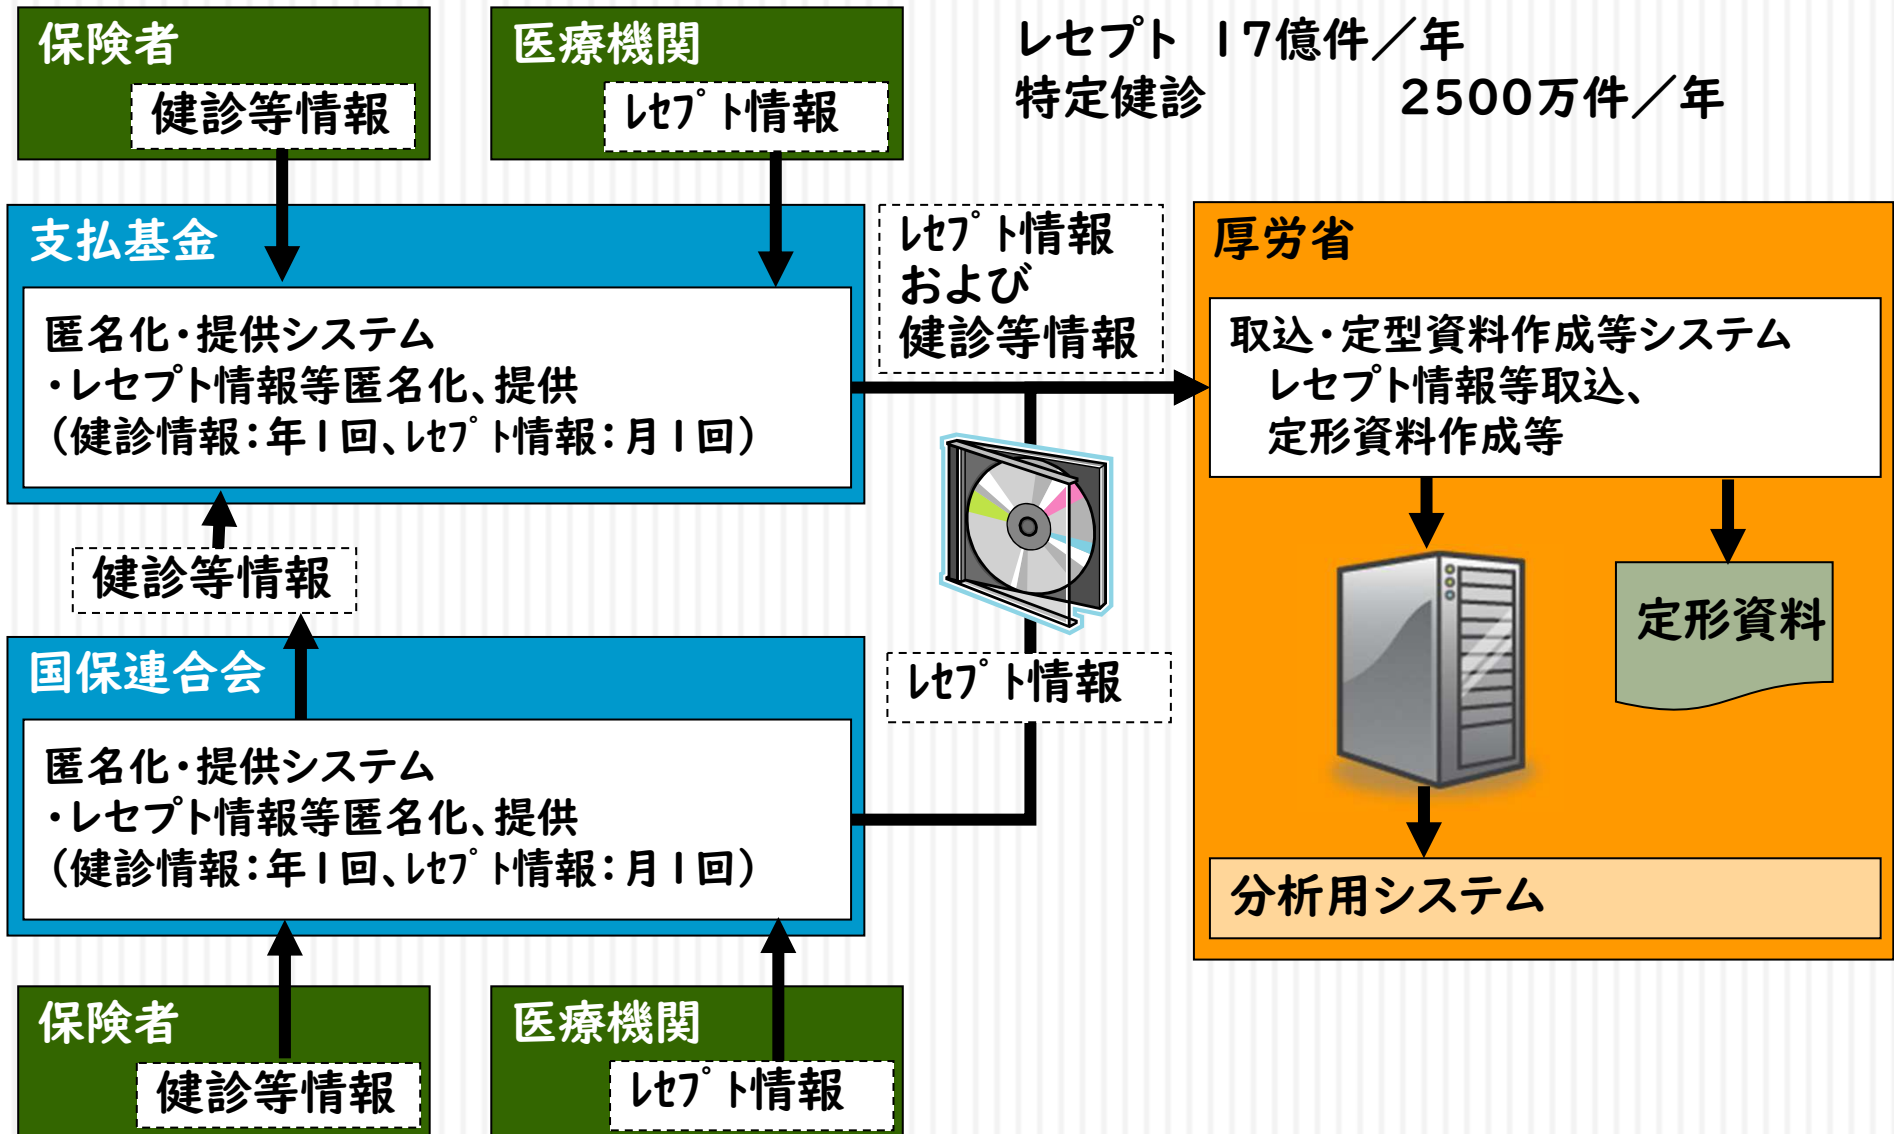 保険者
健診等情報
医療機関
ﾚｾﾌﾟﾄ情報
レセプト 17億件／年
特定健診 2500万件／年
支払基金
匿名化・提供システム
・レセプト情報等匿名化、提供
（健診情報：年1回、ﾚｾﾌﾟﾄ情報：月1回）
ﾚｾﾌﾟﾄ情報
および
健診等情報
厚労省
取込・定型資料作成等システム
レセプト情報等取込、
定形資料作成等
健診等情報
国保連合会
匿名化・提供システム
・レセプト情報等匿名化、提供
（健診情報：年1回、ﾚｾﾌﾟﾄ情報：月1回）
ﾚｾﾌﾟﾄ情報
定形資料
分析用システム
保険者
健診等情報
医療機関
ﾚｾﾌﾟﾄ情報